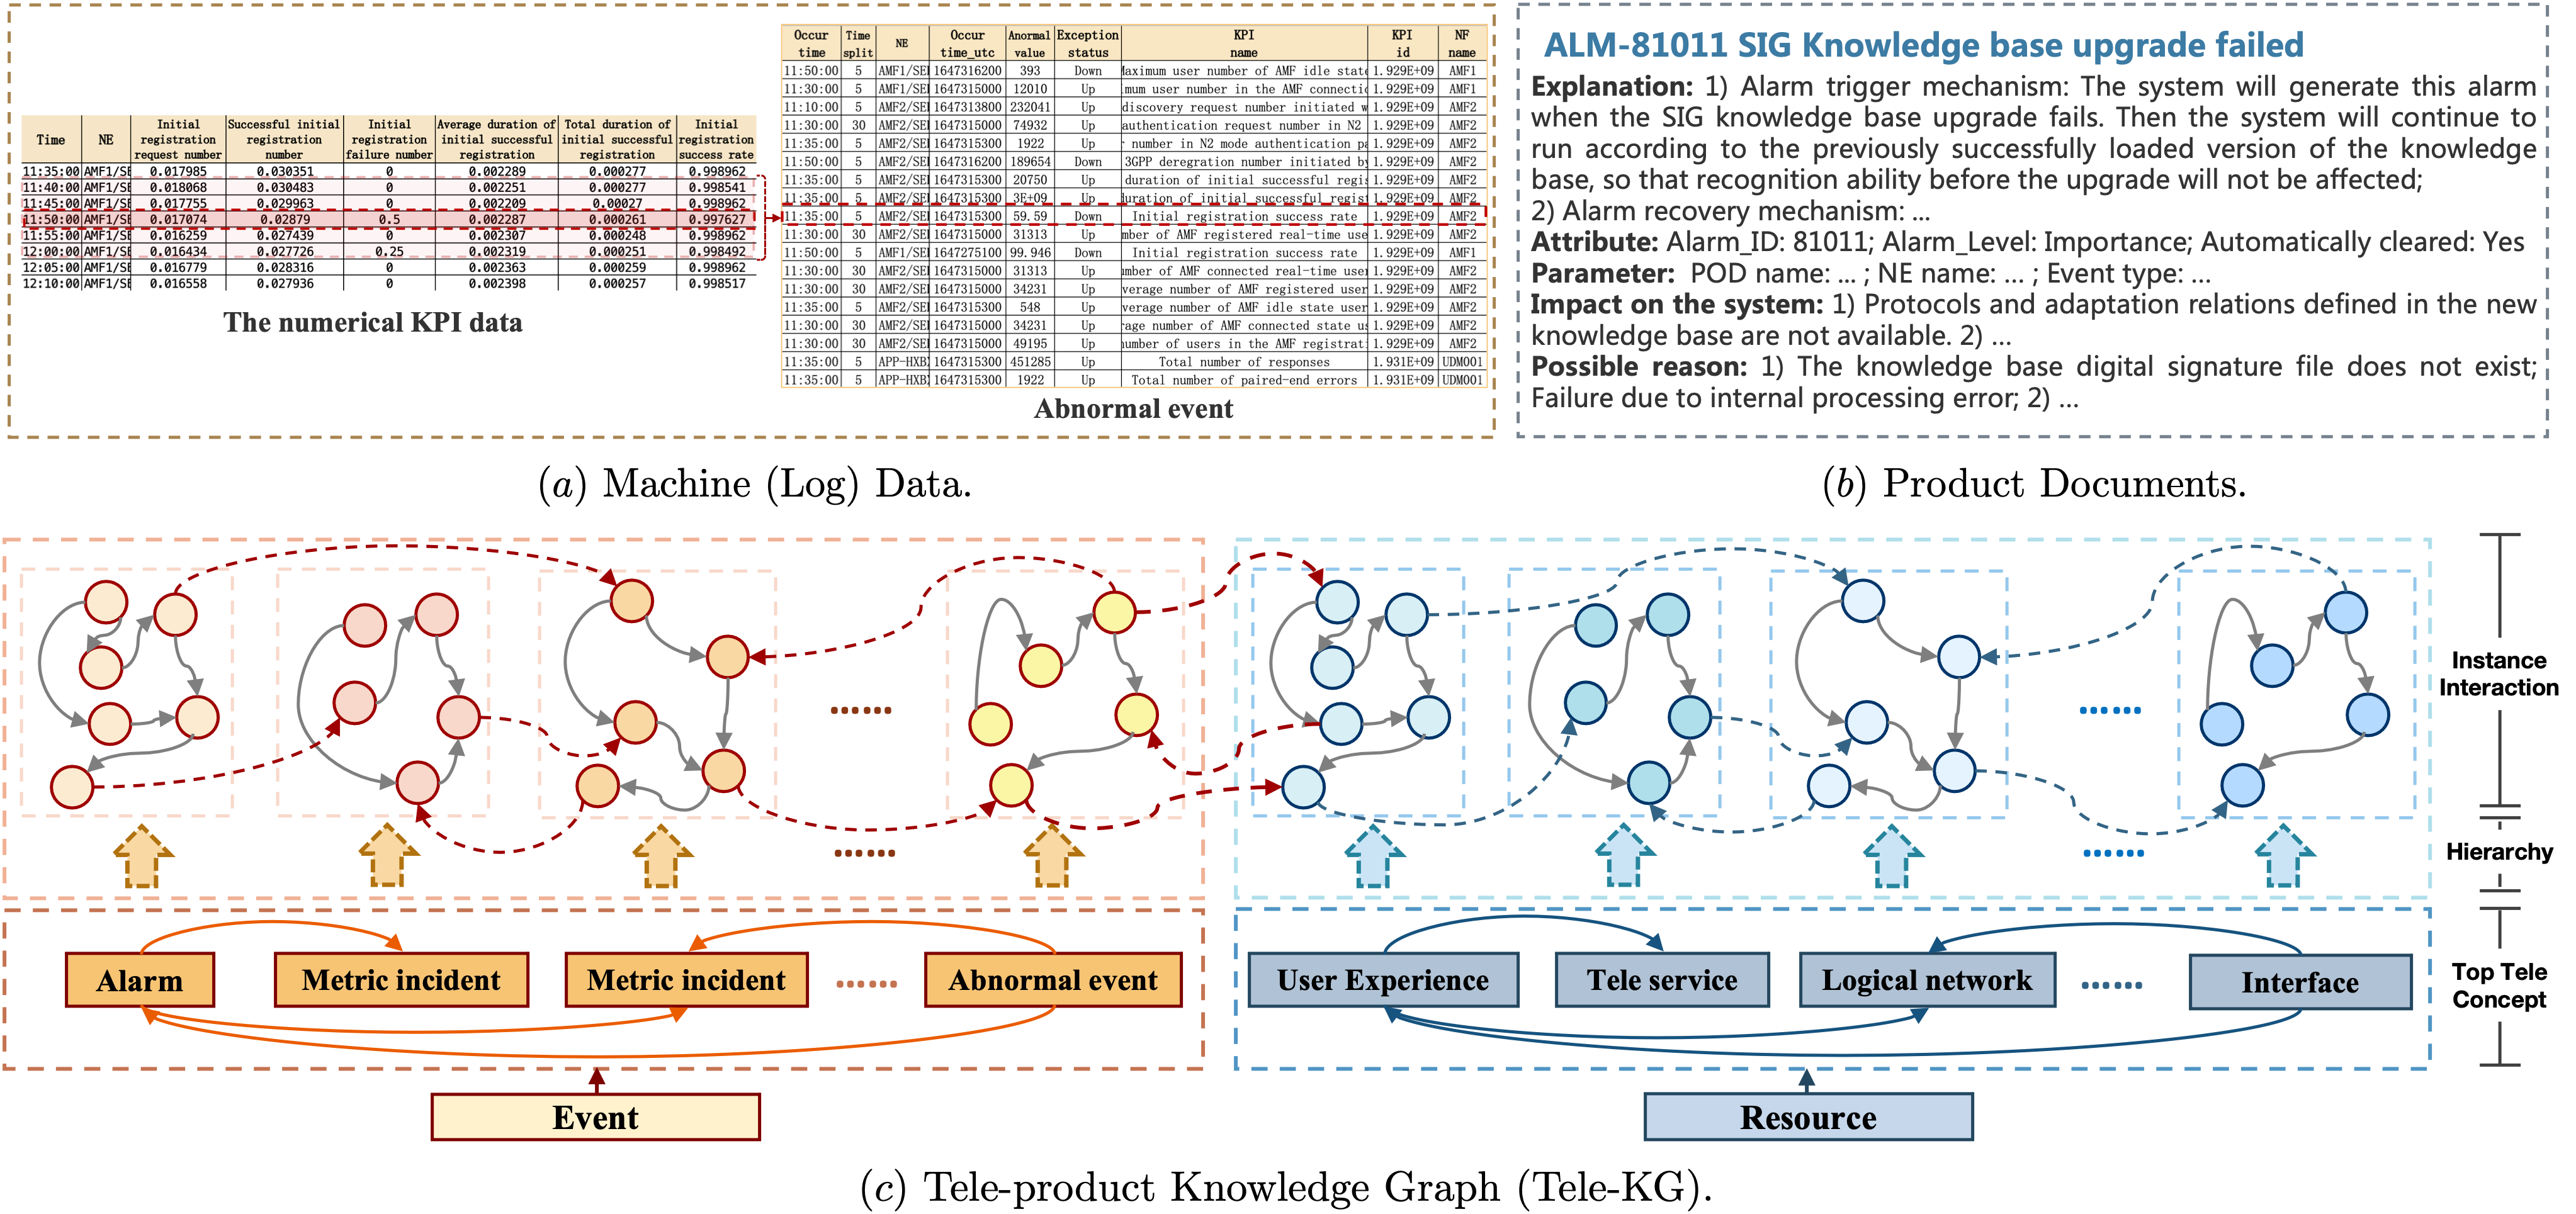 Time NE Initial registration request number Successful initial registration number Initial registration failure number Average duration of initial successful registration Total duration of initial successful registration Initial registration success rate
11:35:00 AMF1/SE 0.017985 0.030351 0 0.002289 0.000277 0.998962
11:40:00 AMF1/SE 0.018068 0.030483 0 0.002251 0.000277 0.998541
11:45:00 AMF1/SE 0.017755 0.029963 0 0.002209 0.00027 0.998962
11:50:00 AMF1/SE 0.017074 0.02879 0.5 0.002287 0.000261 0.997627
11:55:00 AMF1/SE 0.016259 0.027439 0 0.002307 0.000248 0.998962
12:00:00 AMF1/SE 0.016434 0.027726 0.25 0.002319 0.000251 0.998492
12:05:00 AMF1/SE 0.016779 0.028316 0 0.002363 0.000259 0.998962
12:10:00 AMF1/SE 0.016558 0.027936 0 0.002398 0.000257 0.998517
The numerical KPI data
Occur time Time split NE Occur time_utc Anormal value Exception status KPI name KPI id NF name
11:50:00 5 AMF1/SE 1647316200 393 Down Maximum user number of AMF idle stat 1.929E+09 AMF1
11:30:00 5 AMF1/SE 1647315000 12010 Up mum user number in the AMF connecti 1.929E+09 AMF1
11:10:00 5 AMF2/SE 1647313800 232041 Up discovery request number initiated w 1.929E+09 AMF2
11:30:00 30 AMF2/SE 1647315000 74932 Up authentication request number in N2 1.929E+09 AMF2
11:35:00 5 AMF2/SE 1647315300 1922 Up number in N2 mode authentication pa 1.929E+09 AMF2
11:50:00 5 AMF2/SE 1647316200 189654 Down 3GPP deregration number initiated b 1.929E+09 AMF2
11:35:00 5 AMF2/SE 1647315300 20750 Up duration of initial successful regis 1.929E+09 AMF2
11:35:00 5 AMF2/SE 1647315300 3E+09 Up duration of initial successful regist 1.929E+09 AMF2
11:35:00 5 AMF2/SE 1647315300 59.59 Down Initial registration success rate 1.929E+09 AMF2
11:30:00 30 AMF2/SE 1647315000 31313 Up mber of AMF registered real-time use 1.929E+09 AMF2
11:50:00 5 AMF1/SE 1647275100 99.946 Down Initial registration success rate 1.929E+09 AMF1
11:30:00 30 AMF2/SE 1647315000 31313 Up umber of AMF connected real-time user 1.929E+09 AMF2
11:30:00 30 AMF2/SE 1647315000 34231 Up verage number of AMF registered user 1.929E+09 AMF2
11:35:00 5 AMF2/SE 1647315300 548 Up verage number of AMF idle state user 1.929E+09 AMF2
11:30:00 30 AMF2/SE 1647315000 34231 Up rage number of AMF connected state us 1.929E+09 AMF2
11:30:00 30 AMF2/SE 1647315000 49195 Up number of users in the AMF registrat 1.929E+09 AMF2
11:35:00 5 APP-HXB 1647315300 451285 Up Total number of responses 1.931E+09 UDM001
11:35:00 5 APP-HXB 1647315300 1922 Up Total number of paired-end errors 1.931E+09 UDM001
Abnormal event
(a) Machine (Log) Data.
ALM-81011 SIG Knowledge base upgrade failed
Explanation: 1) Alarm trigger mechanism: The system will generate this alarm
when the SIG knowledge base upgrade fails. Then the system will continue to
run according to the previously successfully loaded version of the knowledge
base, so that recognition ability before the upgrade will not be affected;
2) Alarm recovery mechanism: ...
Attribute: Alarm_ID: 81011; Alarm_Level: Importance; Automatically cleared: Yes
Parameter: POD name: ... ; NE name: ... ; Event type: ...
Impact on the system: 1) Protocols and adaptation relations defined in the new
knowledge base are not available. 2) ...
Possible reason: 1) The knowledge base digital signature file does not exist;
Failure due to internal processing error; 2) ...
(b) Product Documents.
Instance
Interaction
Hierarchy
Alarm Metric incident Metric incident ...... Abnormal event
User Experience Tele service Logical network ...... Interface
Top Tele
Concept
Event
Resource
(c) Tele-product Knowledge Graph (Tele-KG).